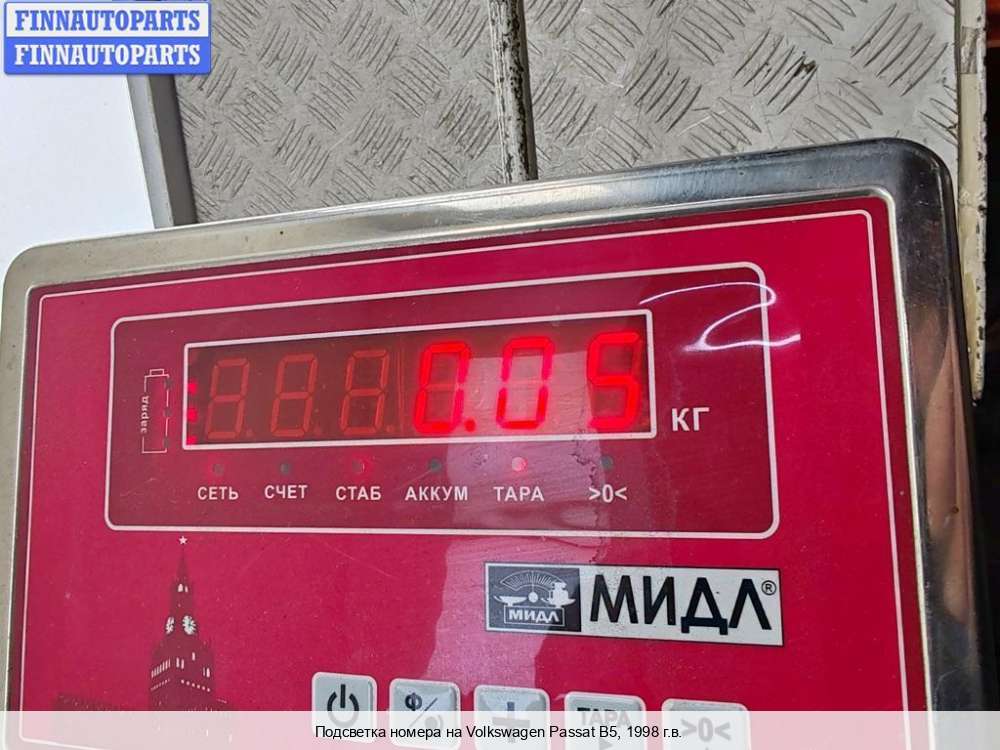 FINNAUTOPARTS
FINNAUTOPARTS
заряд
0.05
КГ
СЕТЬ СЧЕТ СТАБ АККУМ ТАРА >0<
МИДЛ МИДЛ®
ТАРА >0<
Подсветка номера на Volkswagen Passat B5, 1998 г.в.